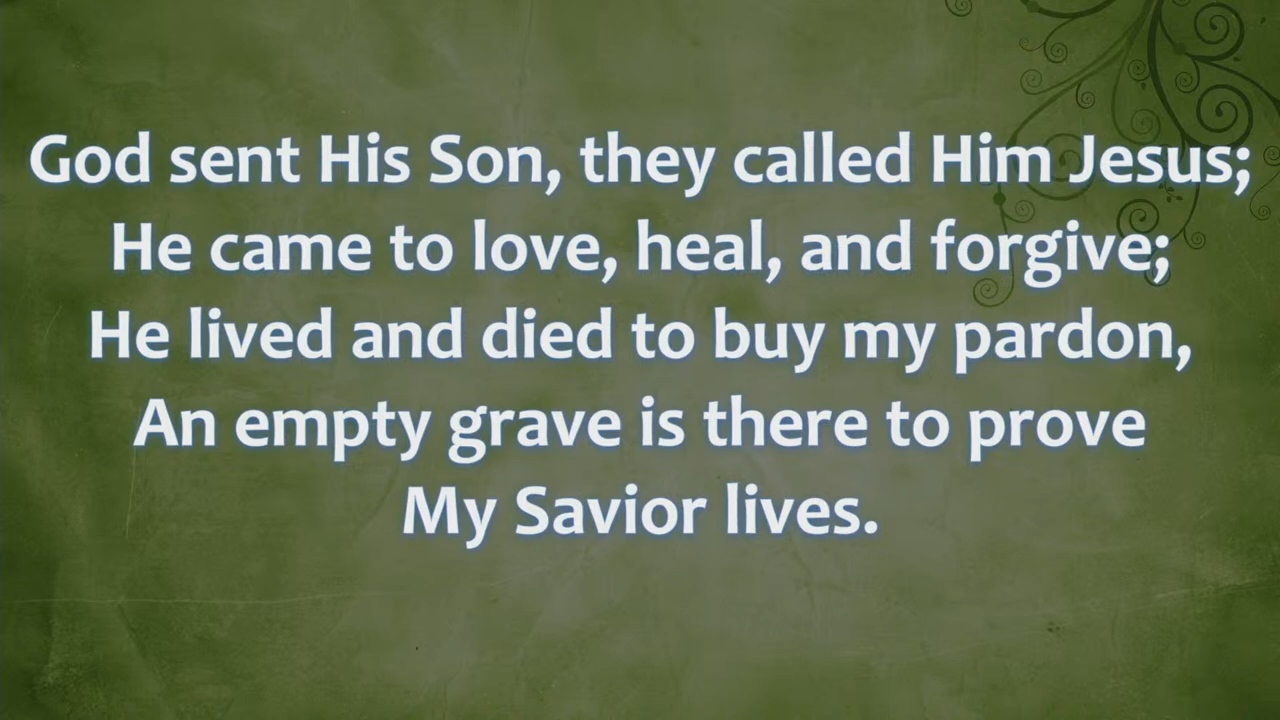 God sent His Son, they called Him Jesus;
He came to love, heal, and forgive;
He lived and died to buy my pardon,
An empty grave is there to prove
My Savior lives.